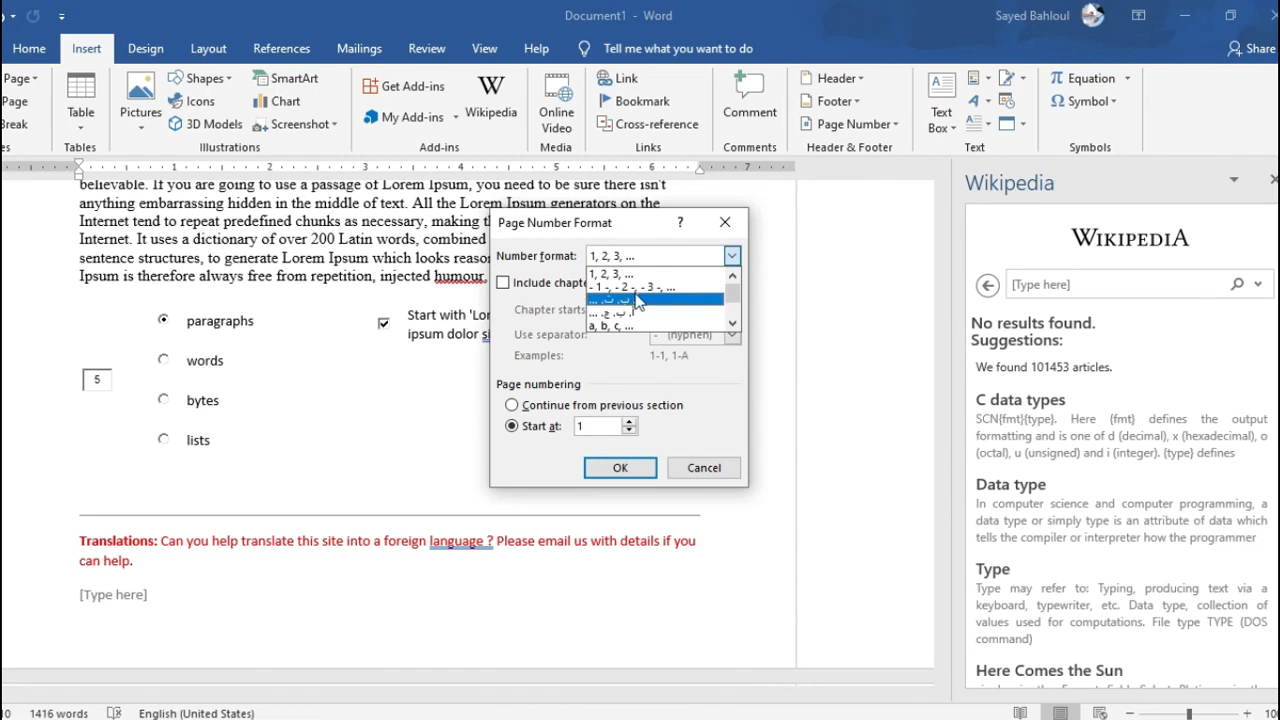 Document1 - Word
Sayed Bahloul
Home Insert Design Layout References Mailings Review View Help Tell me what you want to do Share
Page
Page
Break
Table
Tables
Pictures
Shapes
Icons
3D Models
SmartArt
Chart
Screenshot
Illustrations
Get Add-ins
My Add-ins
Wikipedia
Add-ins
Online
Video
Media
Link
Bookmark
Cross-reference
Links
Comment
Comments
Header
Footer
Page Number
Header & Footer
Text
Box
Text
Equation
Symbol
Symbols
1 2 3 4 5 6 7
believable. If you are going to use a passage of Lorem Ipsum, you need to be sure there isn't
anything embarrassing hidden in the middle of text. All the Lorem Ipsum generators on the
Internet tend to repeat predefined chunks as necessary, making
Internet. It uses a dictionary of over 200 Latin words, combined
sentence structures, to generate Lorem Ipsum which looks
Ipsum is therefore always free from repetition, injected humour,
paragraphs
words
bytes
lists
5
Start with 'Lor
ipsum dolor si
Page Number Format
? ×
Number format: 1, 2, 3, ...
1, 2, 3, ...
- 1 -, - 2 -, - 3 -, ...
a, b, c, ...
Include chapte
Chapter starts
Use separator: - (hyphen)
Examples: 1-1, 1-A
Page numbering
Continue from previous section
Start at: 1
OK Cancel
Translations: Can you help translate this site into a foreign language ? Please email us with details if you
can help.
[Type here]
Wikipedia
WIKIPEDIA
[Type here]
No results found.
Suggestions:
We found 101453 articles.
C data types
SCN{fmt}{type}. Here {fmt} defines the output
formatting and is one of d (decimal), x (hexadecimal), o
(octal), u (unsigned) and i (integer). {type} defines
Data type
In computer science and computer programming, a
data type or simply type is an attribute of data which
tells the compiler or interpreter how the programmer
Type
Type may refer to: Typing, producing text via a
keyboard, typewriter, etc. Data type, collection of
values used for computations. File type TYPE (DOS
command)
Here Comes the Sun
1416 words English (United States)